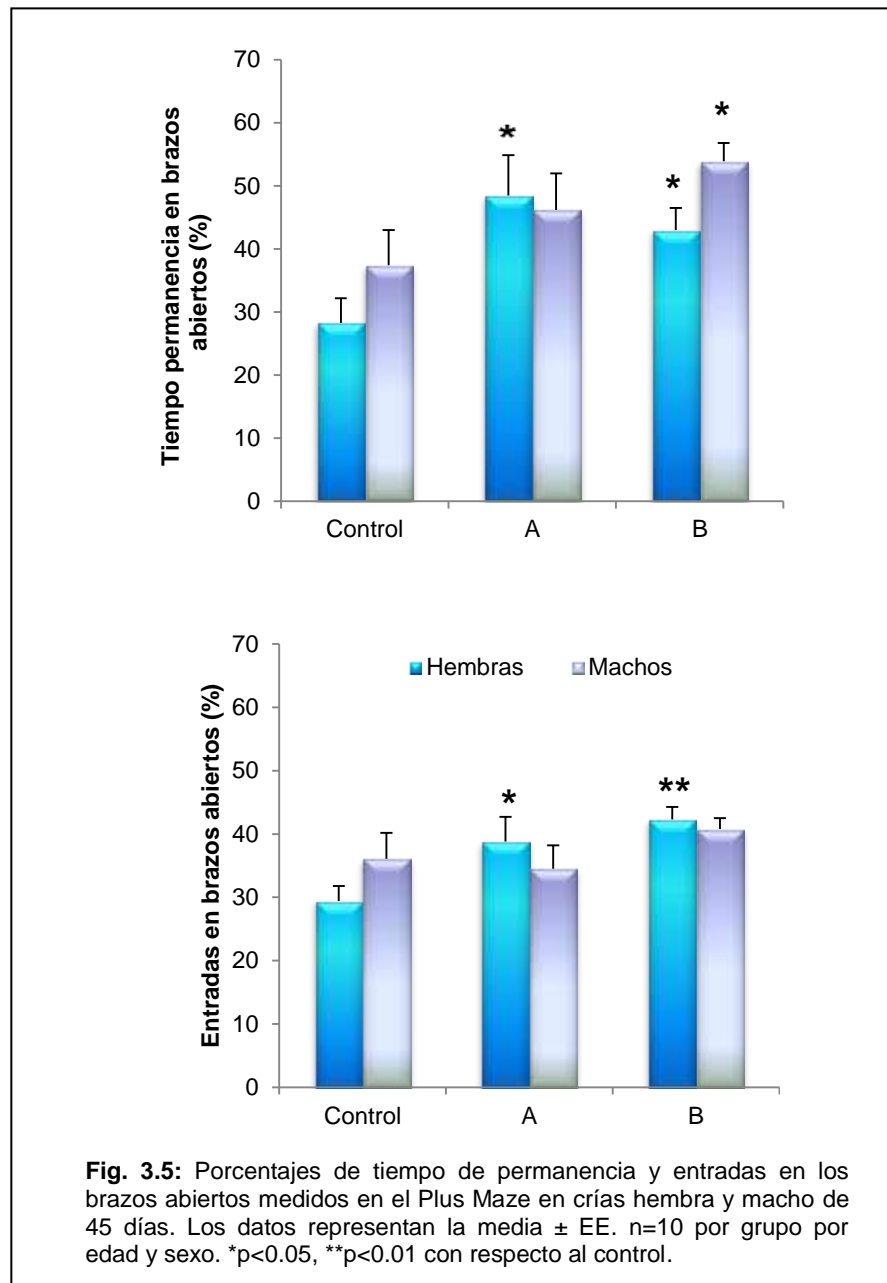 70
60
50
40
30
20
10
0
Tiempo permanencia en brazos
abiertos (%)
* * *
Control A B
70
60
50
40
30
20
10
0
Entradas en brazos abiertos (%)
Hembras Machos
* **
Control A B
Fig. 3.5: Porcentajes de tiempo de permanencia y entradas en los
brazos abiertos medidos en el Plus Maze en crías hembra y macho de
45 días. Los datos representan la media ± EE. n=10 por grupo por
edad y sexo. *p<0.05, **p<0.01 con respecto al control.